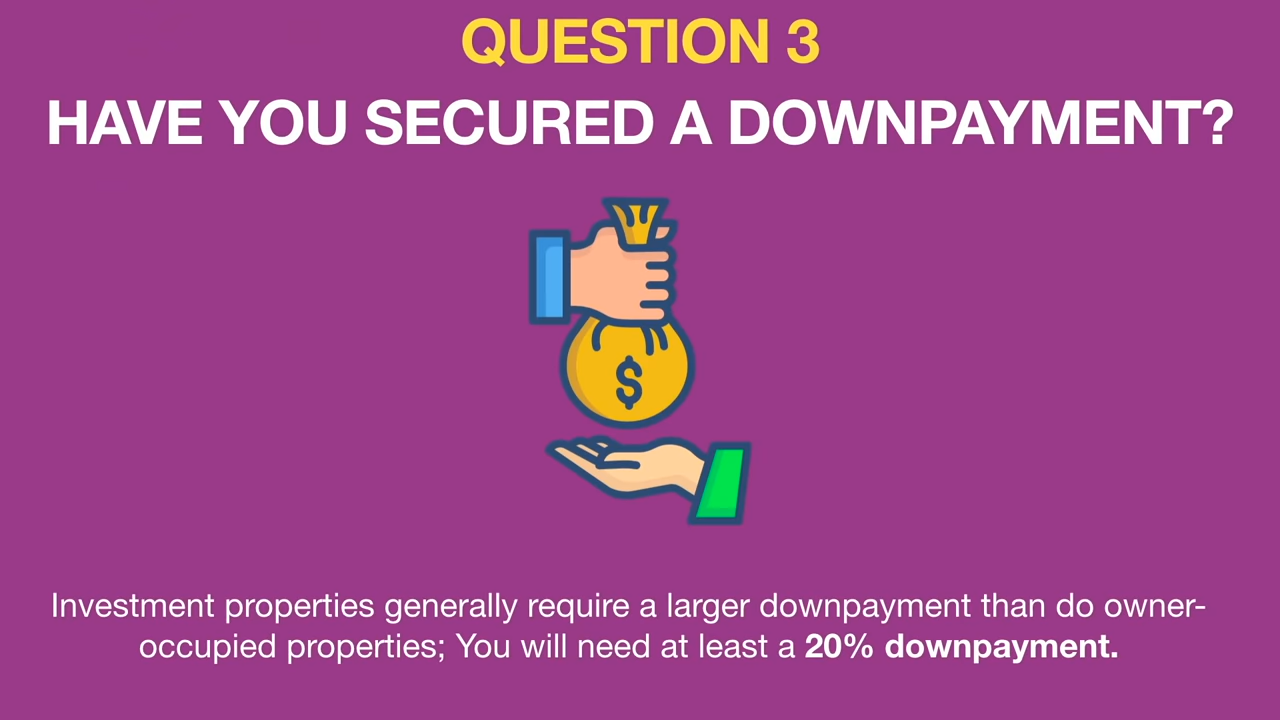 QUESTION 3
HAVE YOU SECURED A DOWNPAYMENT?
$
Investment properties generally require a larger downpayment than do owner-
occupied properties; You will need at least a 20% downpayment.